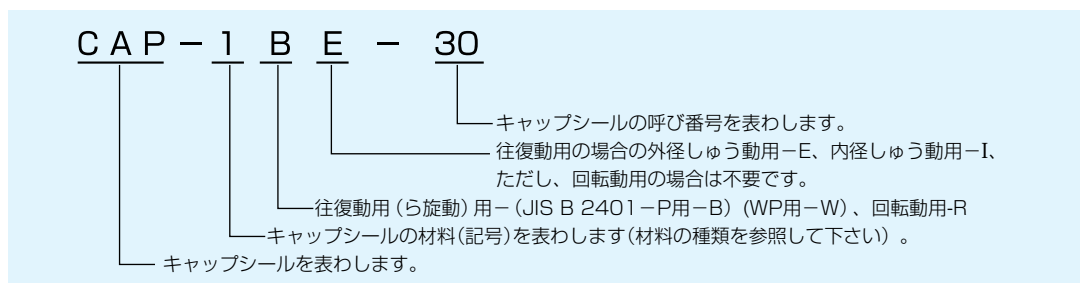 CAP－1 B E － 30
キャップシールの呼び番号を表わします。
往復動用の場合の外径しゅう動用－E、内径しゅう動用－I、
ただし、回転動用の場合は不要です。
往復動用（ら旋動）用－（JIS B 2401－P用－B）(WP用－W）、回転動用-R
キャップシールの材料（記号）を表わします（材料の種類を参照して下さい）。
キャップシールを表わします。